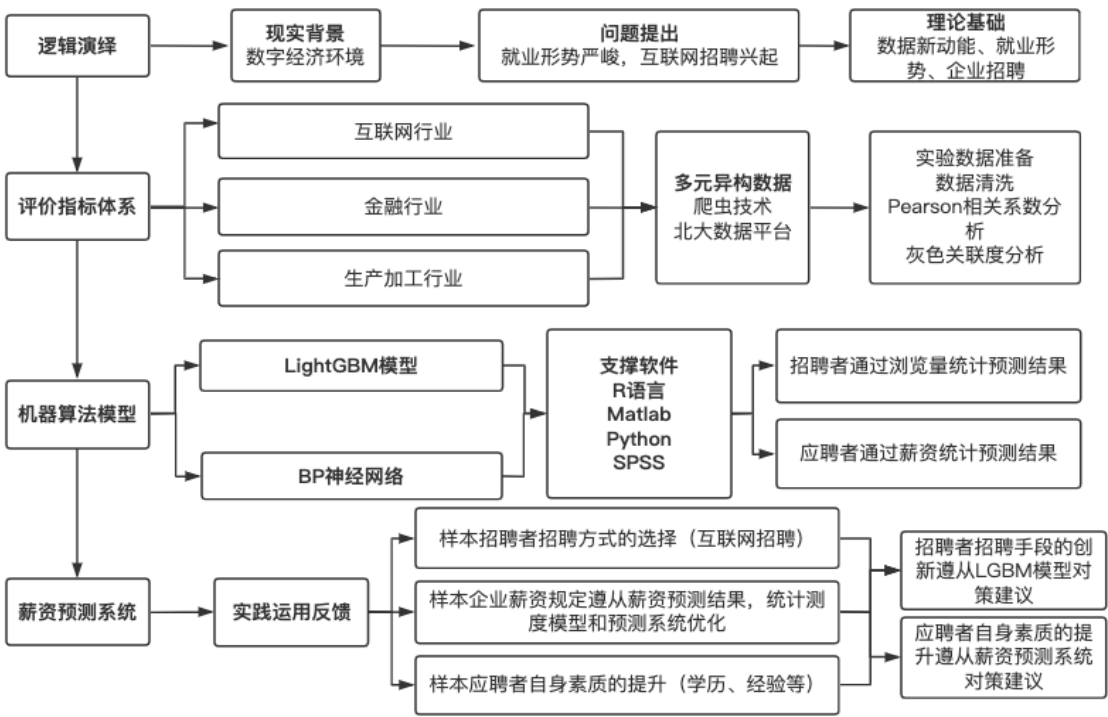 逻辑演绎
现实背景
数字经济环境
问题提出
就业形势严峻，互联网招聘兴起
理论基础
数据新动能、就业形
势、企业招聘
评价指标体系
互联网行业
金融行业
生产加工行业
多元异构数据
爬虫技术
北大数据平台
实验数据准备
数据清洗
Pearson相关系数分
析
灰色关联度分析
机器算法模型
LightGBM模型
BP神经网络
支撑软件
R语言
Matlab
Python
SPSS
招聘者通过浏览量统计预测结果
应聘者通过薪资统计预测结果
薪资预测系统
实践运用反馈
样本招聘者招聘方式的选择（互联网招聘）
样本企业薪资规定遵从薪资预测结果，统计测
度模型和预测系统优化
样本应聘者自身素质的提升（学历、经验等）
招聘者招聘手段的创
新遵从LGBM模型对
策建议
应聘者自身素质的提
升遵从薪资预测系统
对策建议